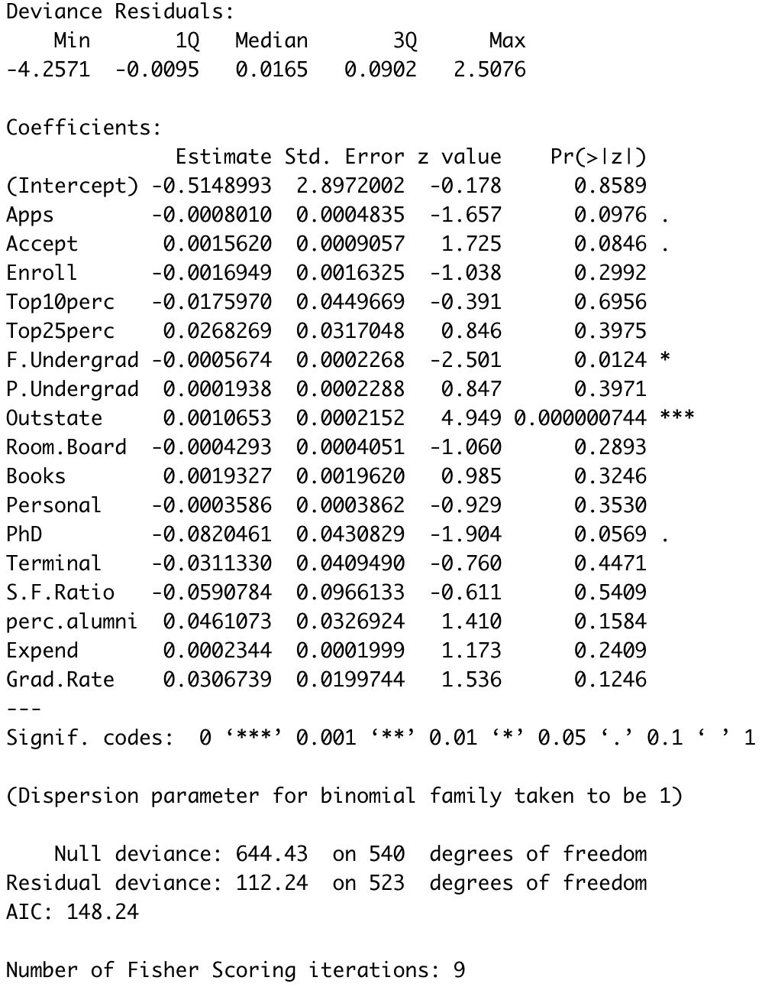 Deviance Residuals:
    Min       1Q   Median       3Q      Max
-4.2571  -0.0095   0.0165   0.0902   2.5076

Coefficients:
              Estimate Std. Error z value    Pr(>|z|)
(Intercept) -0.5148993  2.8972002  -0.178      0.8589
Apps        -0.0008010  0.0004835  -1.657      0.0976 .
Accept       0.0015620  0.0009057   1.725      0.0846 .
Enroll      -0.0016949  0.0016325  -1.038      0.2992
Top10perc   -0.0175970  0.0449669  -0.391      0.6956
Top25perc    0.0268269  0.0317048   0.846      0.3975
F.Undergrad -0.0005674  0.0002268  -2.501      0.0124 *
P.Undergrad  0.0001938  0.0002288   0.847      0.3971
Outstate     0.0010653  0.0002152   4.949 0.000000744 ***
Room.Board  -0.0004293  0.0004051  -1.060      0.2893
Books        0.0019327  0.0019620   0.985      0.3246
Personal    -0.0003586  0.0003862  -0.929      0.3530
PhD         -0.0820461  0.0430829  -1.904      0.0569 .
Terminal    -0.0311330  0.0409490  -0.760      0.4471
S.F.Ratio   -0.0590784  0.0966133  -0.611      0.5409
perc.alumni  0.0461073  0.0326924   1.410      0.1584
Expend       0.0002344  0.0001999   1.173      0.2409
Grad.Rate    0.0306739  0.0199744   1.536      0.1246
---
Signif. codes:  0 ‘***’ 0.001 ‘**’ 0.01 ‘*’ 0.05 ‘.’ 0.1 ‘ ’ 1

(Dispersion parameter for binomial family taken to be 1)

    Null deviance: 644.43  on 540  degrees of freedom
Residual deviance: 112.24  on 523  degrees of freedom
AIC: 148.24

Number of Fisher Scoring iterations: 9